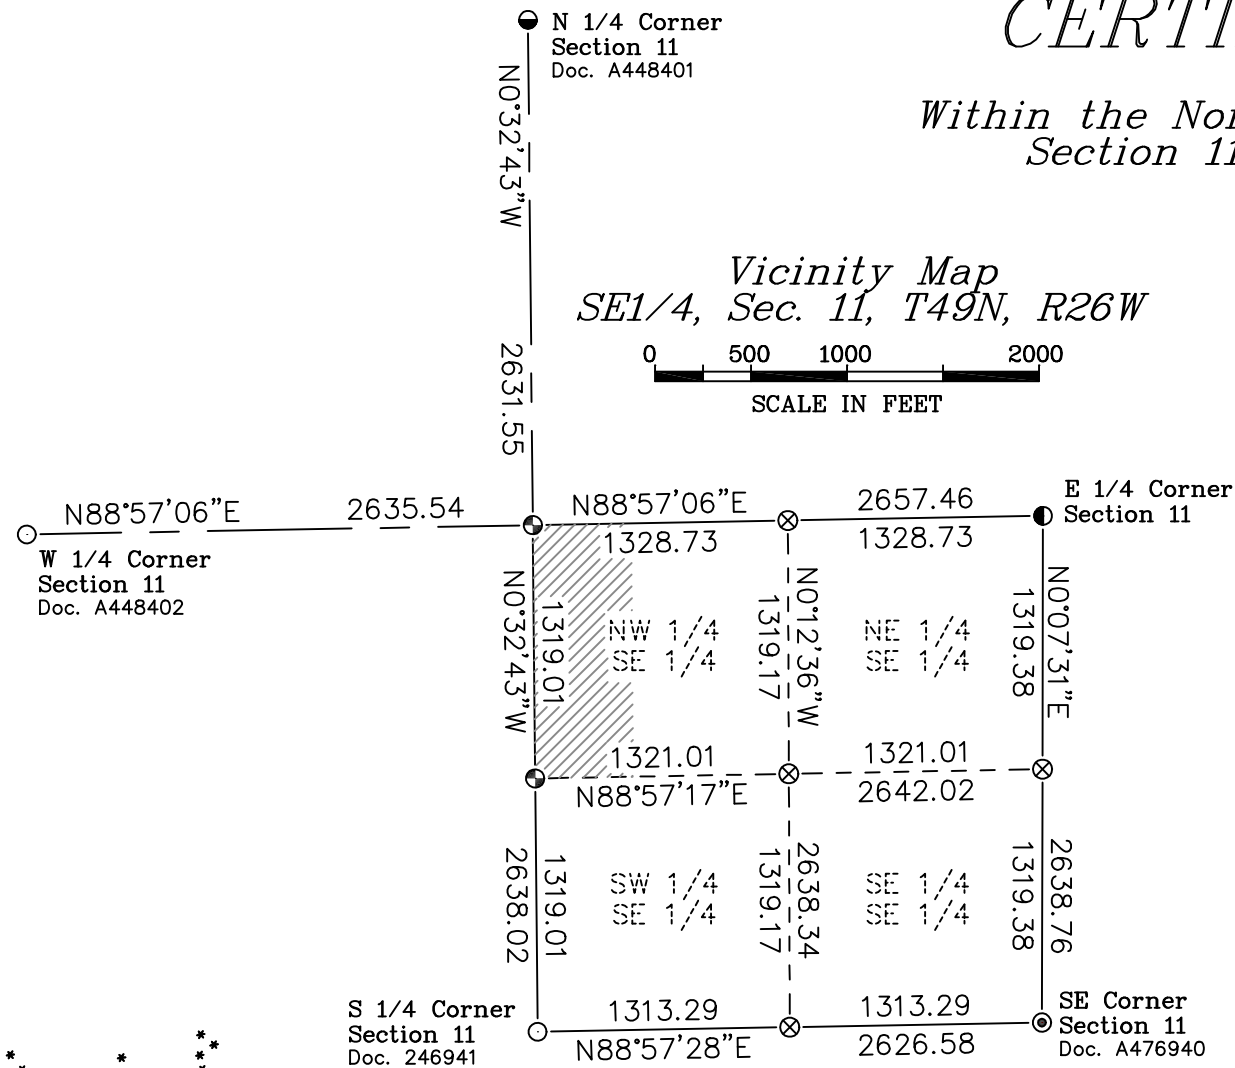 N 1/4 Corner
Section 11
Doc. A448401
CERTI
Within the Nor
Section 11
N0°32'43"W
2631.55
Vicinity Map
SE1/4, Sec. 11, T49N, R26W
0 500 1000 2000
SCALE IN FEET
N88°57'06"E 2635.54
W 1/4 Corner
Section 11
Doc. A448402
N88°57'06"E 2657.46
1328.73 1328.73
E 1/4 Corner
Section 11
N0°32'43"W
1319.01
NW 1/4
SE 1/4
1319.17
N0°12'36"W
NE 1/4
SE 1/4
1319.38
N0°07'31"E
1321.01 1321.01
N88°57'17"E 2642.02
2638.02
1319.01
SW 1/4
SE 1/4
1319.17
2638.34
SE 1/4
SE 1/4
1319.38
2638.76
S 1/4 Corner
Section 11
Doc. 246941
1313.29 1313.29
N88°57'28"E 2626.58
SE Corner
Section 11
Doc. A476940